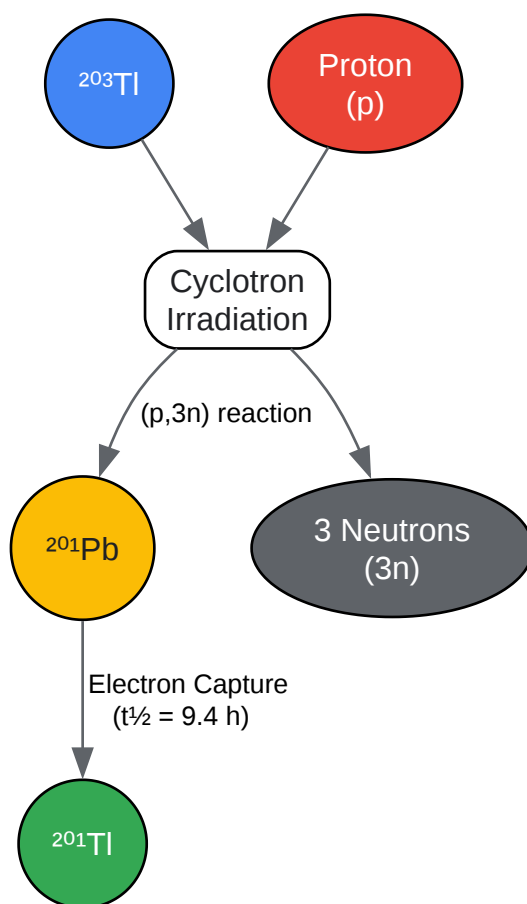 ²⁰³Tl
Proton
(p)
Cyclotron
Irradiation
(p,3n) reaction
²⁰¹Pb
3 Neutrons
(3n)
Electron Capture
(t½ = 9.4 h)
²⁰¹Tl